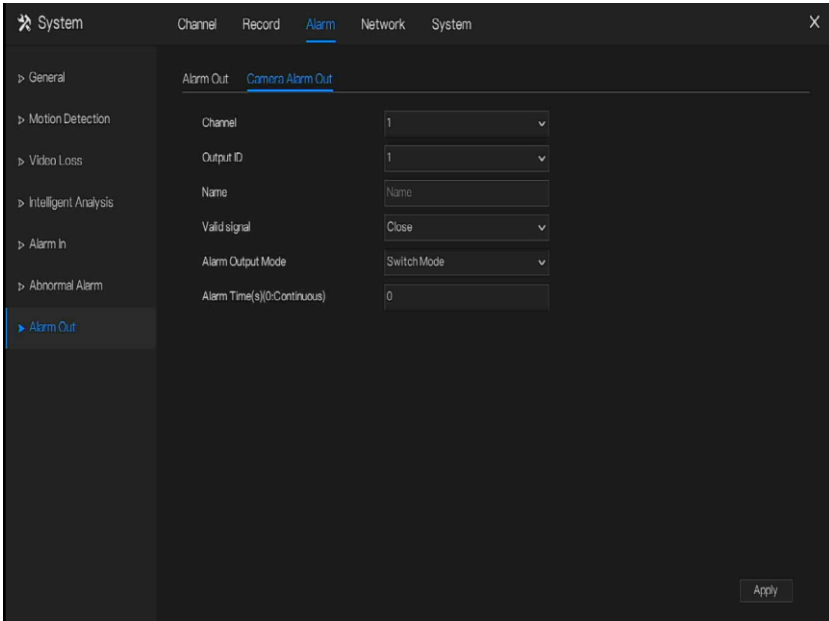 System Channel Record Alarm Network System X
General
Motion Detection
Video Loss
Intelligent Analysis
Alarm In
Abnormal Alarm
Alarm Out
Alarm Out Camera Alarm Out
Channel 1
Output ID 1
Name Name
Valid signal Close
Alarm Output Mode Switch Mode
Alarm Time(s)(0:Continuous) 0
Apply